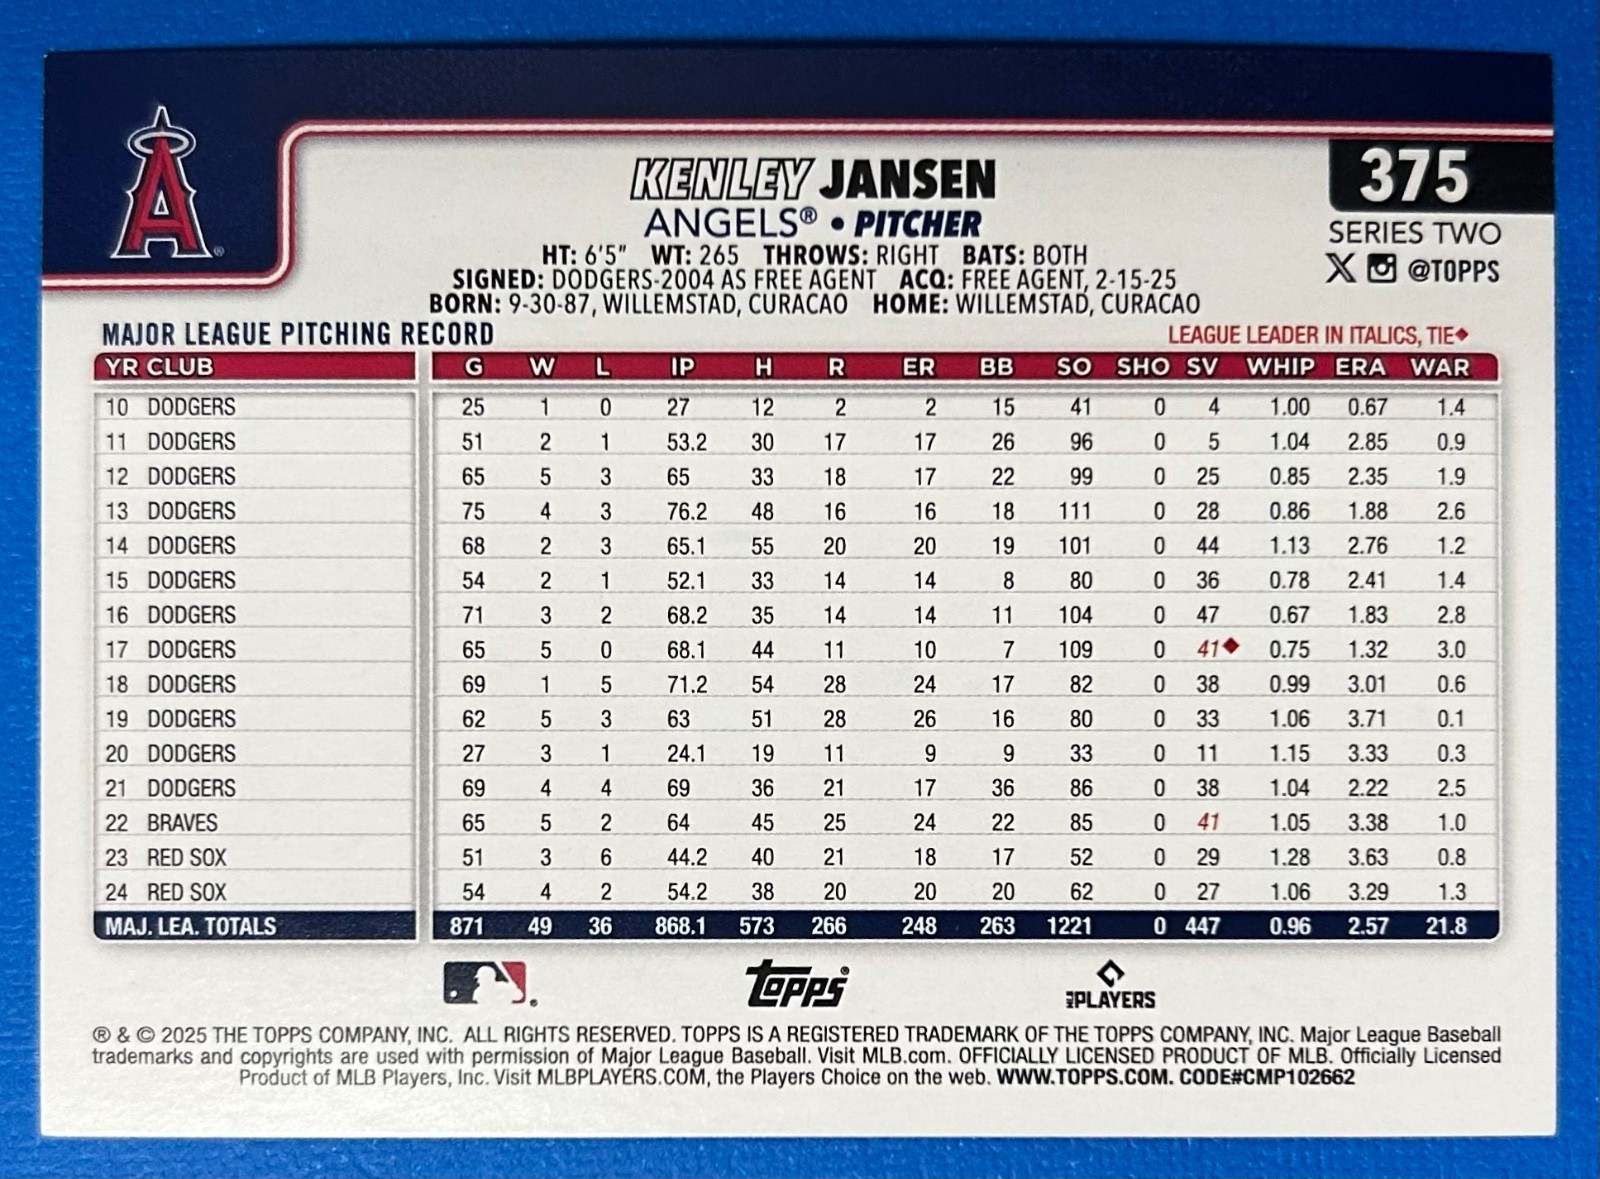 A
KENLEY JANSEN
375
ANGELS® • PITCHER
SERIES TWO
HT: 6'5" WT: 265 THROWS: RIGHT BATS: BOTH
@TOPPS
SIGNED: DODGERS-2004 AS FREE AGENT ACQ: FREE AGENT, 2-15-25
BORN: 9-30-87, WILLEMSTAD, CURACAO HOME: WILLEMSTAD, CURACAO
MAJOR LEAGUE PITCHING RECORD LEAGUE LEADER IN ITALICS, TIE◆
YR CLUB G W L IP H R ER BB SO SHO SV WHIP ERA WAR
10 DODGERS 25 1 0 27 12 2 2 15 41 0 4 1.00 0.67 1.4
11 DODGERS 51 2 1 53.2 30 17 17 26 96 0 5 1.04 2.85 0.9
12 DODGERS 65 5 3 65 33 18 17 22 99 0 25 0.85 2.35 1.9
13 DODGERS 75 4 3 76.2 48 16 16 18 111 0 28 0.86 1.88 2.6
14 DODGERS 68 2 3 65.1 55 20 20 19 101 0 44 1.13 2.76 1.2
15 DODGERS 54 2 1 52.1 33 14 14 8 80 0 36 0.78 2.41 1.4
16 DODGERS 71 3 2 68.2 35 14 14 11 104 0 47 0.67 1.83 2.8
17 DODGERS 65 5 0 68.1 44 11 10 7 109 0 41◆ 0.75 1.32 3.0
18 DODGERS 69 1 5 71.2 54 28 24 17 82 0 38 0.99 3.01 0.6
19 DODGERS 62 5 3 63 51 28 26 16 80 0 33 1.06 3.71 0.1
20 DODGERS 27 3 1 24.1 19 11 9 9 33 0 11 1.15 3.33 0.3
21 DODGERS 69 4 4 69 36 21 17 36 86 0 38 1.04 2.22 2.5
22 BRAVES 65 5 2 64 45 25 24 22 85 0 41 1.05 3.38 1.0
23 RED SOX 51 3 6 44.2 40 21 18 17 52 0 29 1.28 3.63 0.8
24 RED SOX 54 4 2 54.2 38 20 20 20 62 0 27 1.06 3.29 1.3
MAJ. LEA. TOTALS 871 49 36 868.1 573 266 248 263 1221 0 447 0.96 2.57 21.8
Topps® MLB PLAYERS
® & © 2025 THE TOPPS COMPANY, INC. ALL RIGHTS RESERVED. TOPPS IS A REGISTERED TRADEMARK OF THE TOPPS COMPANY, INC. Major League Baseball
trademarks and copyrights are used with permission of Major League Baseball. Visit MLB.com. OFFICIALLY LICENSED PRODUCT OF MLB. Officially Licensed
Product of MLB Players, Inc. Visit MLBPLAYERS.COM, the Players Choice on the web. WWW.TOPPS.COM. CODE#CMP102662